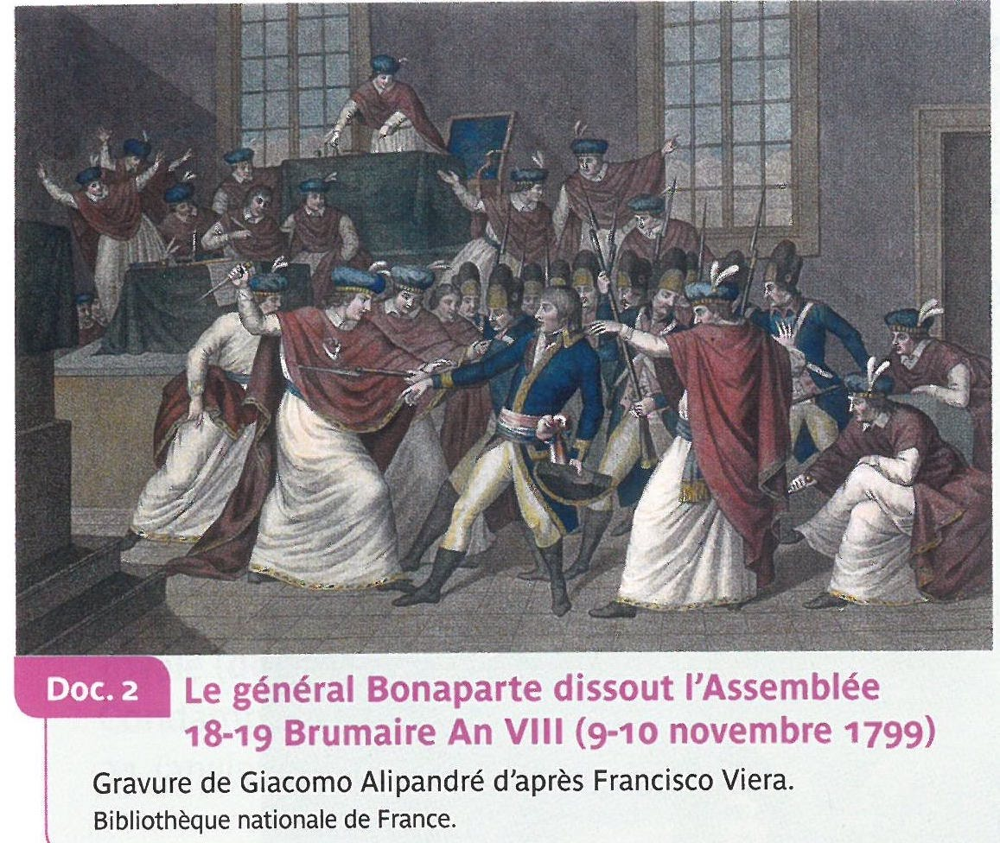 Doc. 2
Le général Bonaparte dissout l'Assemblée
18-19 Brumaire An VIII (9-10 novembre 1799)
Gravure de Giacomo Alipandré d'après Francisco Viera.
Bibliothèque nationale de France.